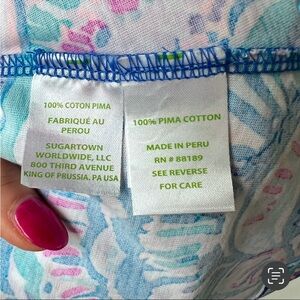 100% COTON PIMA
FABRIQUÉ AU
PEROU
SUGARTOWN
WORLDWIDE, LLC
800 THIRD AVENUE
KING OF PRUSSIA, PA USA
100% PIMA COTTON
MADE IN PERU
RN # 88189
SEE REVERSE
FOR CARE